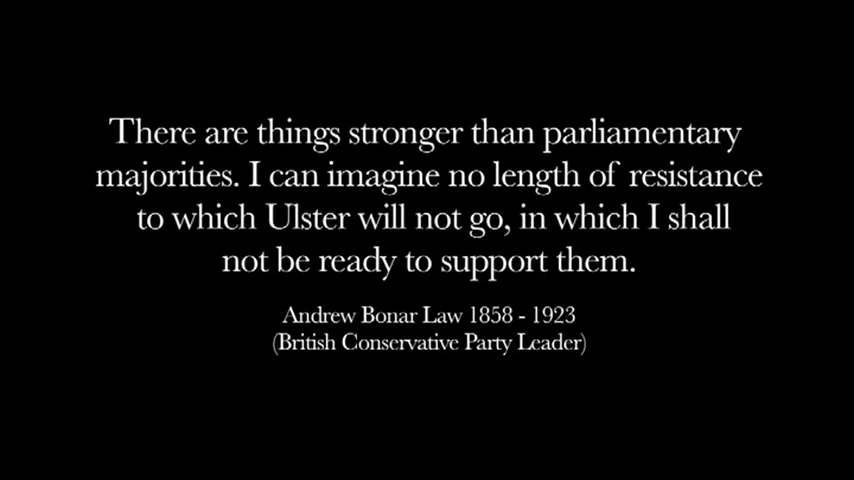 There are things stronger than parliamentary
majorities. I can imagine no length of resistance
to which Ulster will not go, in which I shall
not be ready to support them.
Andrew Bonar Law 1858 - 1923
(British Conservative Party Leader)